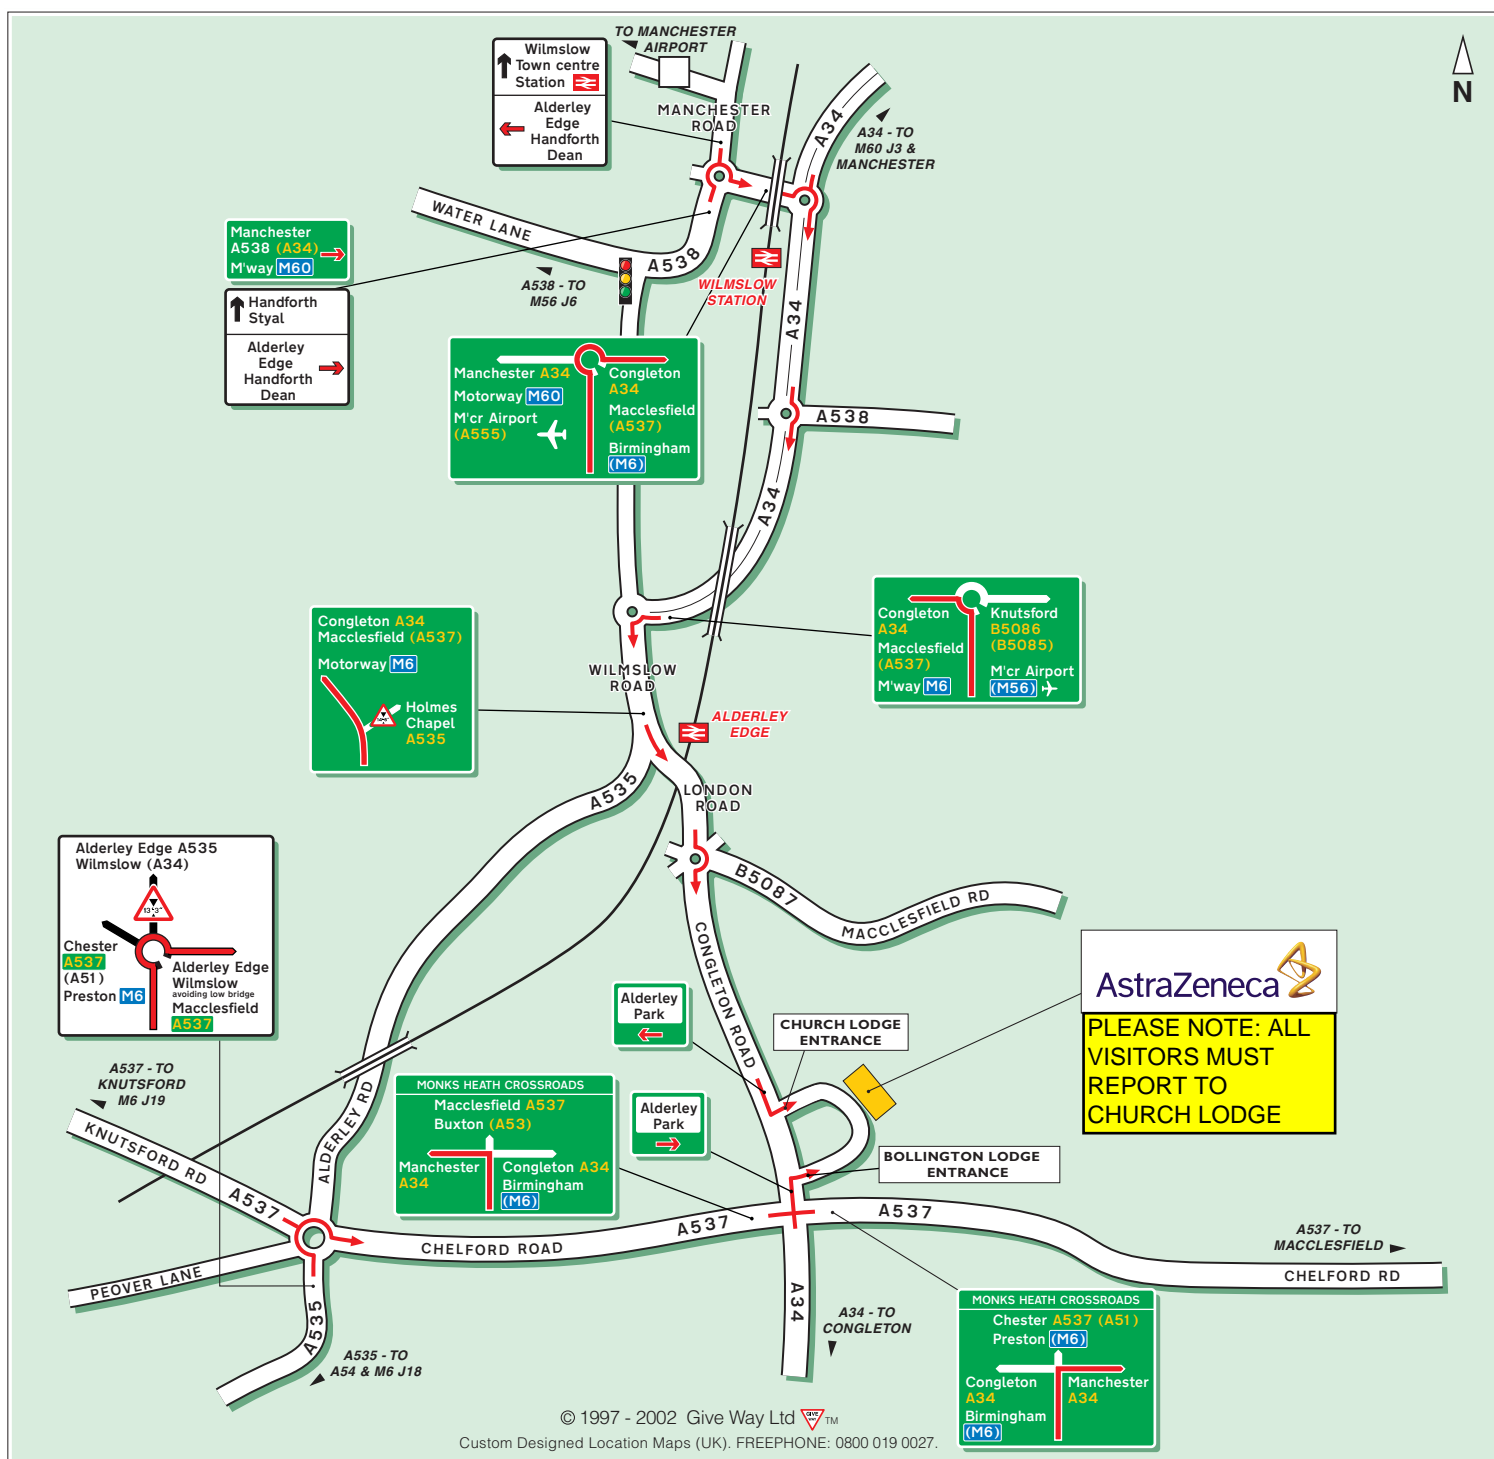 TO MANCHESTER
AIRPORT
N
Wilmslow
Town centre
Station
Alderley
Edge
Handforth
Dean
MANCHESTER
ROAD
A34
A34 - TO
M60 J3 &
MANCHESTER
WATER LANE
Manchester
A538 (A34)
M'way M60
A538
A538 - TO
M56 J6
WILMSLOW
STATION
Handforth
Styal
Alderley
Edge
Handforth
Dean
A34
Manchester A34
Motorway M60
M'cr Airport
(A555)
Congleton
A34
Macclesfield
(A537)
Birmingham
(M6)
A538
A34
Congleton
A34
Macclesfield
(A537)
M'way M6
Knutsford
B5086
(B5085)
M'cr Airport
(M56)
Congleton A34
Macclesfield (A537)
Motorway M6
Holmes
Chapel
A535
WILMSLOW
ROAD
ALDERLEY
EDGE
A535
LONDON
ROAD
B5087
MACCLESFIELD RD
Alderley Edge A535
Wilmslow (A34)
13'3"
Chester
A537
(A51)
Preston M6
Alderley Edge
Wilmslow
avoiding low bridge
Macclesfield
A537
CONGLETON ROAD
AstraZeneca
PLEASE NOTE: ALL
VISITORS MUST
REPORT TO
CHURCH LODGE
Alderley
Park
CHURCH LODGE
ENTRANCE
A537 - TO
KNUTSFORD
M6 J19
MONKS HEATH CROSSROADS
Macclesfield A537
Buxton (A53)
Manchester
A34
Congleton A34
Birmingham
(M6)
Alderley
Park
BOLLINGTON LODGE
ENTRANCE
KNUTSFORD RD
A537
ALDERLEY RD
CHELFORD ROAD
A537
A537
A537 - TO
MACCLESFIELD
CHELFORD RD
PEOVER LANE
A535
A535 - TO
A54 & M6 J18
A34
A34 - TO
CONGLETON
MONKS HEATH CROSSROADS
Chester A537 (A51)
Preston (M6)
Congleton
A34
Birmingham
(M6)
Manchester
A34
© 1997 - 2002 Give Way Ltd GIVE WAY TM
Custom Designed Location Maps (UK). FREEPHONE: 0800 019 0027.